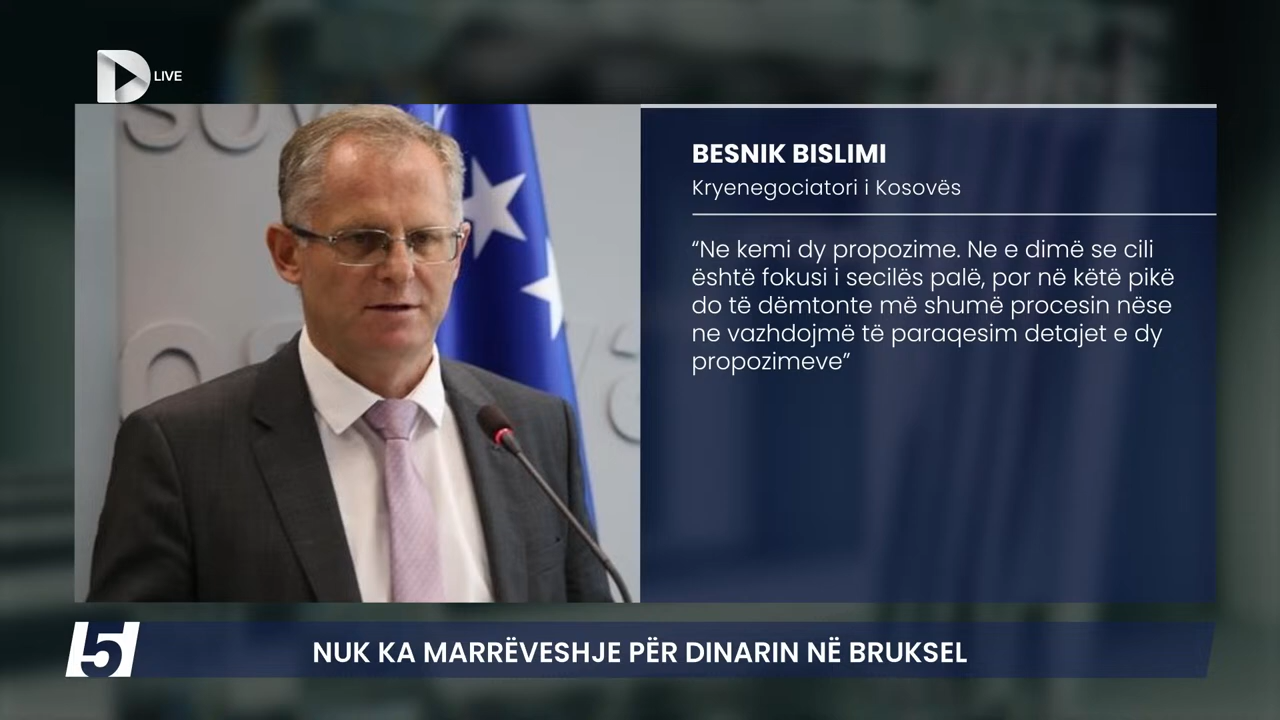 LIVE
BESNIK BISLIMI
Kryenegociatori i Kosovës
“Ne kemi dy propozime. Ne e dimë se cili
është fokusi i secilës palë, por në këtë pikë
do të dëmtonte më shumë procesin nëse
ne vazhdojmë të paraqesim detajet e dy
propozimeve”
5
NUK KA MARRËVESHJE PËR DINARIN NË BRUKSEL